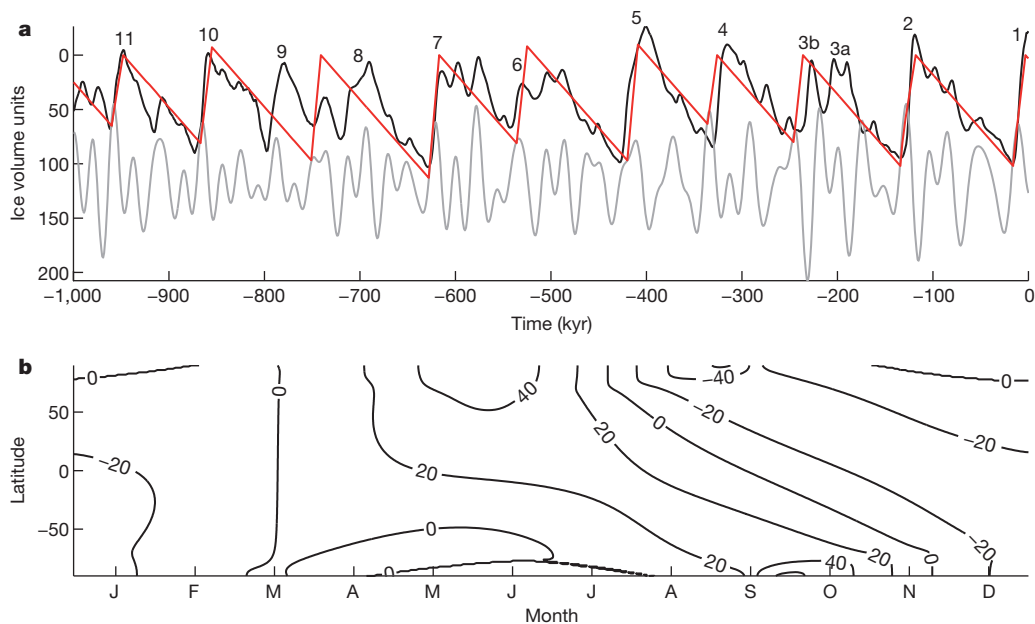 a
11 10 9 8 7 6 5 4 3b 3a 2 1
0
50
100
150
200
Ice volume units
−1,000 −900 −800 −700 −600 −500 −400 −300 −200 −100 0
Time (kyr)
b
0 0 40 −40 0
50
−20 20 0 −20 −20
0
20
−50
0 0 20 40 20 0 −20
Latitude
J F M A M J J A S O N D
Month